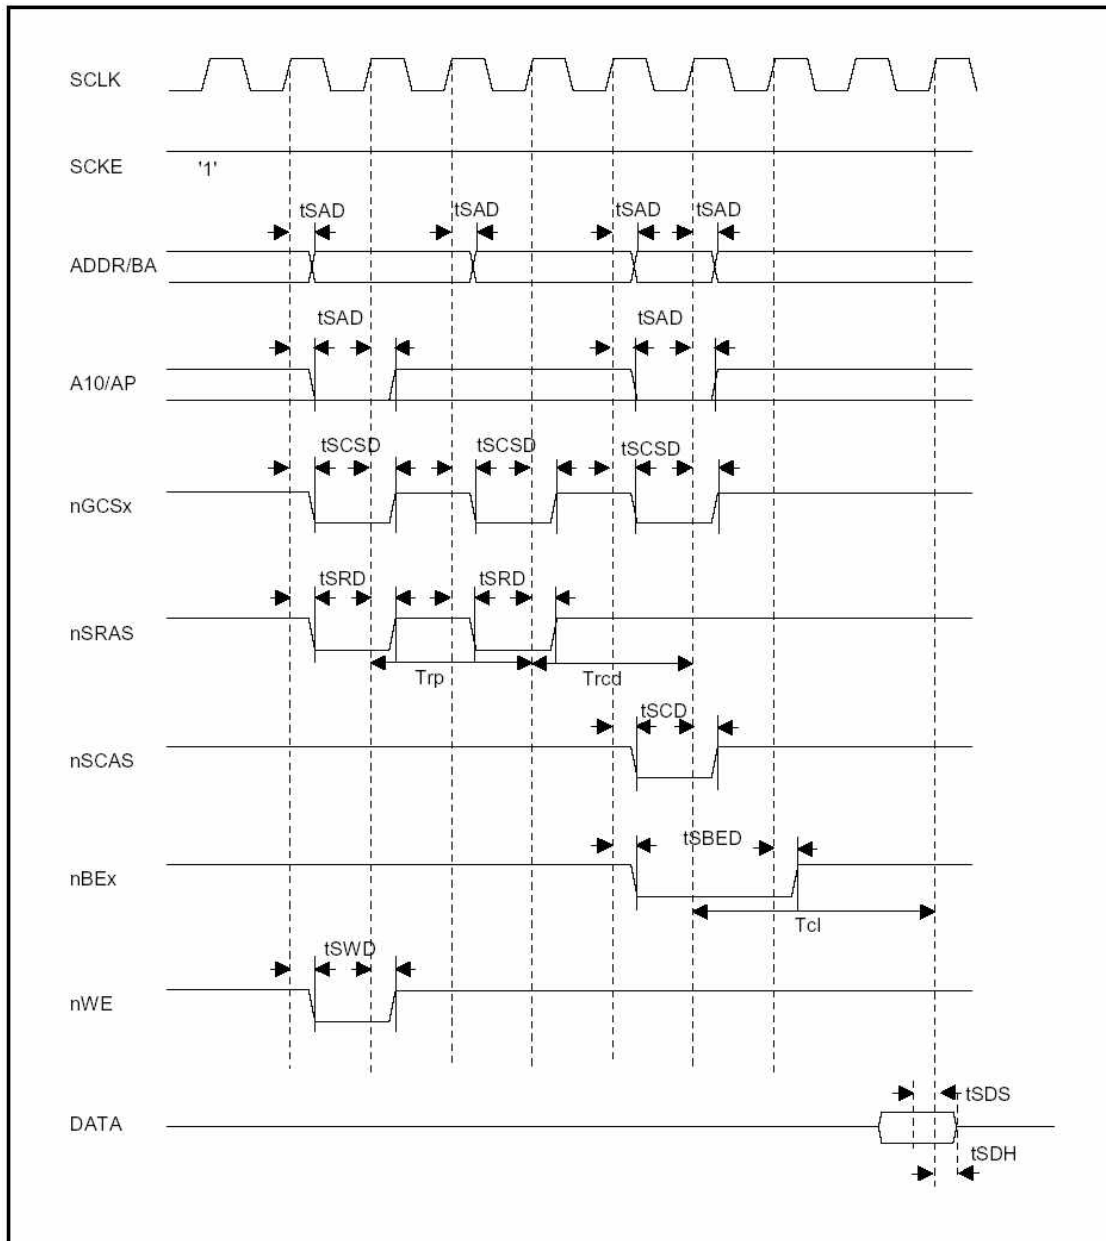 SCLK
SCKE '1'
tSAD tSAD tSAD tSAD
ADDR/BA
tSAD tSAD
A10/AP
tSCSD tSCSD tSCSD
nGCSx
tSRD tSRD
nSRAS
Trp Trcd
tSCD
nSCAS
tSBED
nBEx
Tcl
tSWD
nWE
tSDS
DATA
tSDH